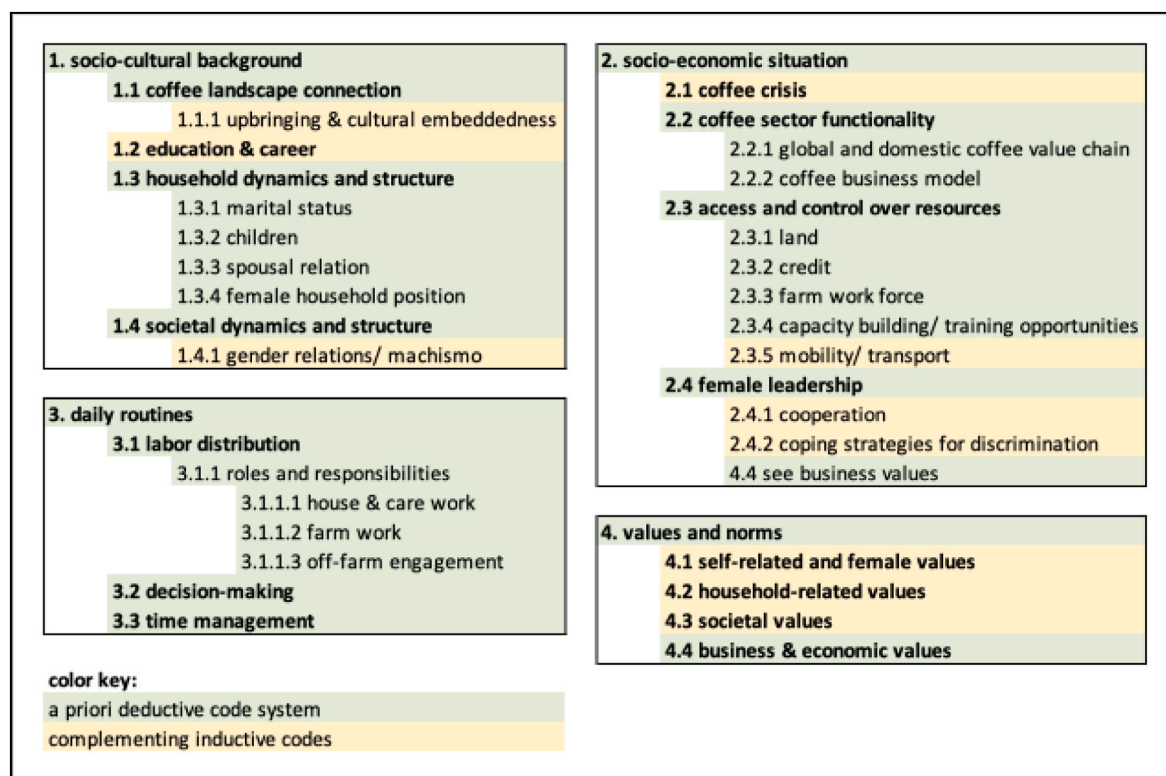 1. socio-cultural background
1.1 coffee landscape connection
1.1.1 upbringing & cultural embeddedness
1.2 education & career
1.3 household dynamics and structure
1.3.1 marital status
1.3.2 children
1.3.3 spousal relation
1.3.4 female household position
1.4 societal dynamics and structure
1.4.1 gender relations/ machismo
2. socio-economic situation
2.1 coffee crisis
2.2 coffee sector functionality
2.2.1 global and domestic coffee value chain
2.2.2 coffee business model
2.3 access and control over resources
2.3.1 land
2.3.2 credit
2.3.3 farm work force
2.3.4 capacity building/ training opportunities
2.3.5 mobility/ transport
2.4 female leadership
2.4.1 cooperation
2.4.2 coping strategies for discrimination
4.4 see business values
3. daily routines
3.1 labor distribution
3.1.1 roles and responsibilities
3.1.1.1 house & care work
3.1.1.2 farm work
3.1.1.3 off-farm engagement
3.2 decision-making
3.3 time management
4. values and norms
4.1 self-related and female values
4.2 household-related values
4.3 societal values
4.4 business & economic values
color key:
a priori deductive code system
complementing inductive codes